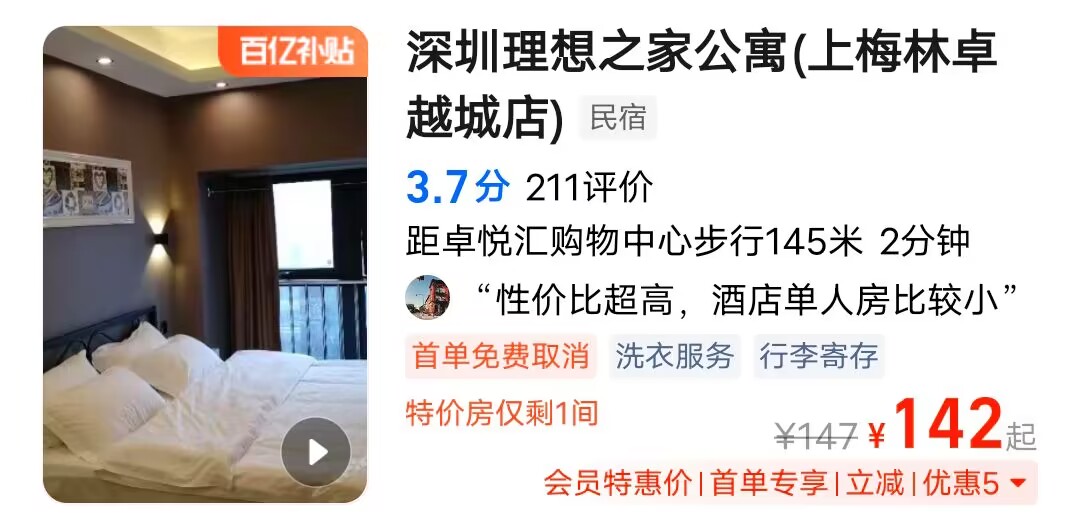 百亿补贴
深圳理想之家公寓(上梅林卓
越城店) 民宿
3.7分 211评价
距卓悦汇购物中心步行145米 2分钟
“性价比超高，酒店单人房比较小”
首单免费取消 洗衣服务 行李寄存
特价房仅剩1间
¥147 ¥142起
会员特惠价|首单专享|立减|优惠5